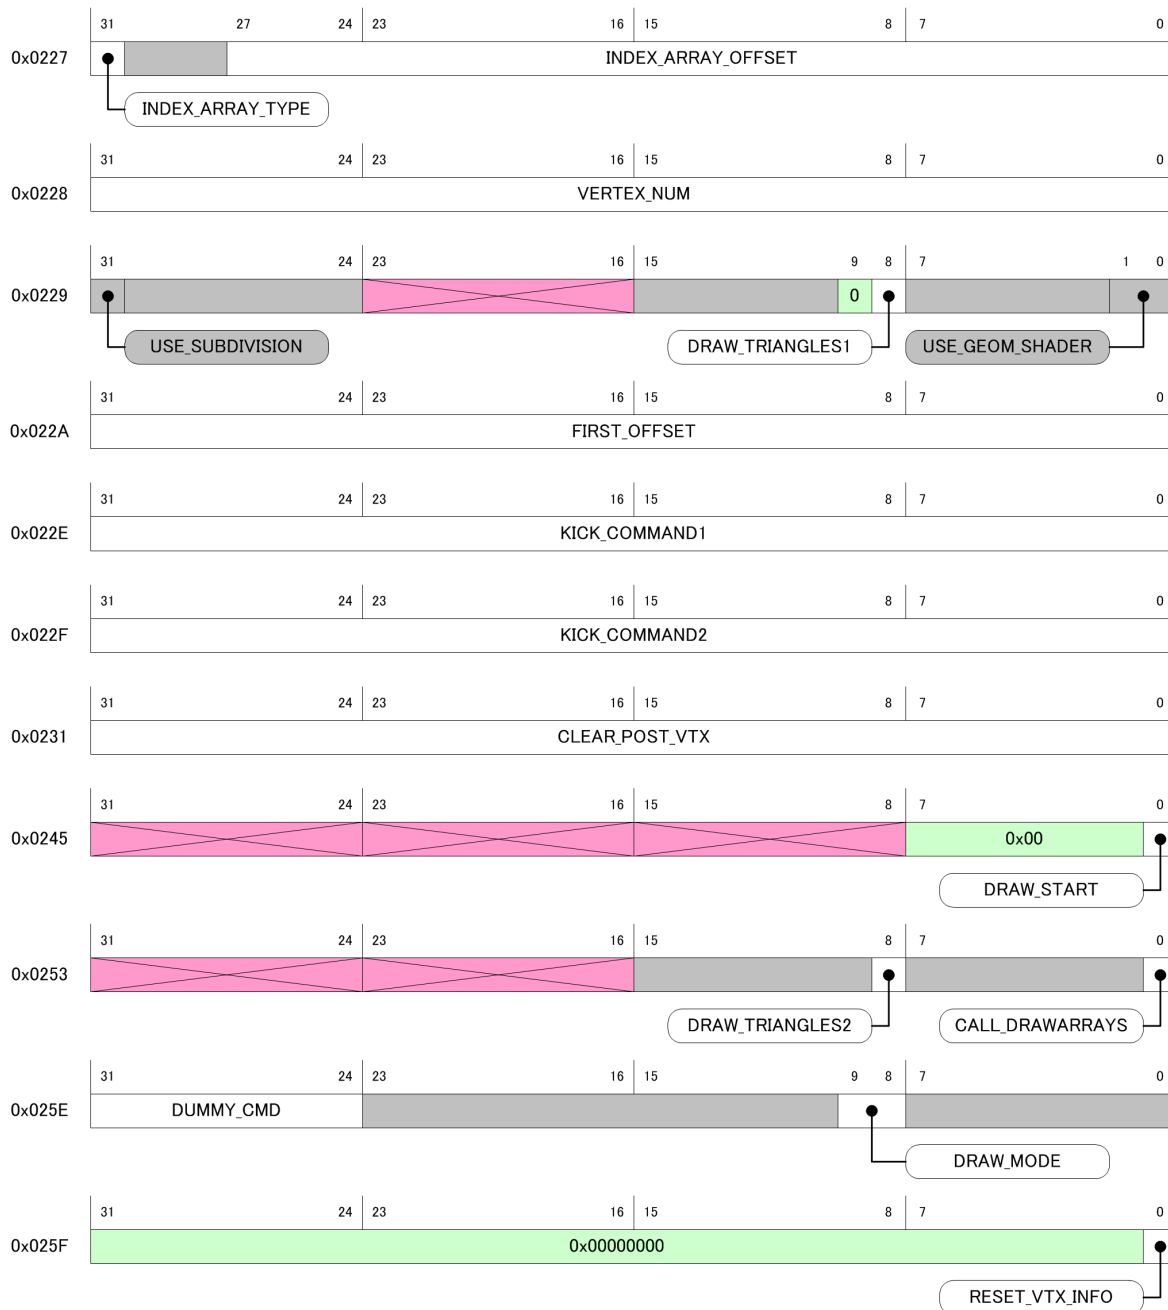 31 27 24 23 16 15 8 7 0
0x0227 INDEX_ARRAY_OFFSET
INDEX_ARRAY_TYPE
31 24 23 16 15 8 7 0
0x0228 VERTEX_NUM
31 24 23 16 15 9 8 7 1 0
0x0229 0
USE_SUBDIVISION DRAW_TRIANGLES1 USE_GEOM_SHADER
31 24 23 16 15 8 7 0
0x022A FIRST_OFFSET
31 24 23 16 15 8 7 0
0x022E KICK_COMMAND1
31 24 23 16 15 8 7 0
0x022F KICK_COMMAND2
31 24 23 16 15 8 7 0
0x0231 CLEAR_POST_VTX
31 24 23 16 15 8 7 0
0x0245 0x00
DRAW_START
31 24 23 16 15 8 7 0
0x0253
DRAW_TRIANGLES2 CALL_DRAWARRAYS
31 24 23 16 15 9 8 7 0
0x025E DUMMY_CMD
DRAW_MODE
31 24 23 16 15 8 7 0
0x025F 0x00000000
RESET_VTX_INFO